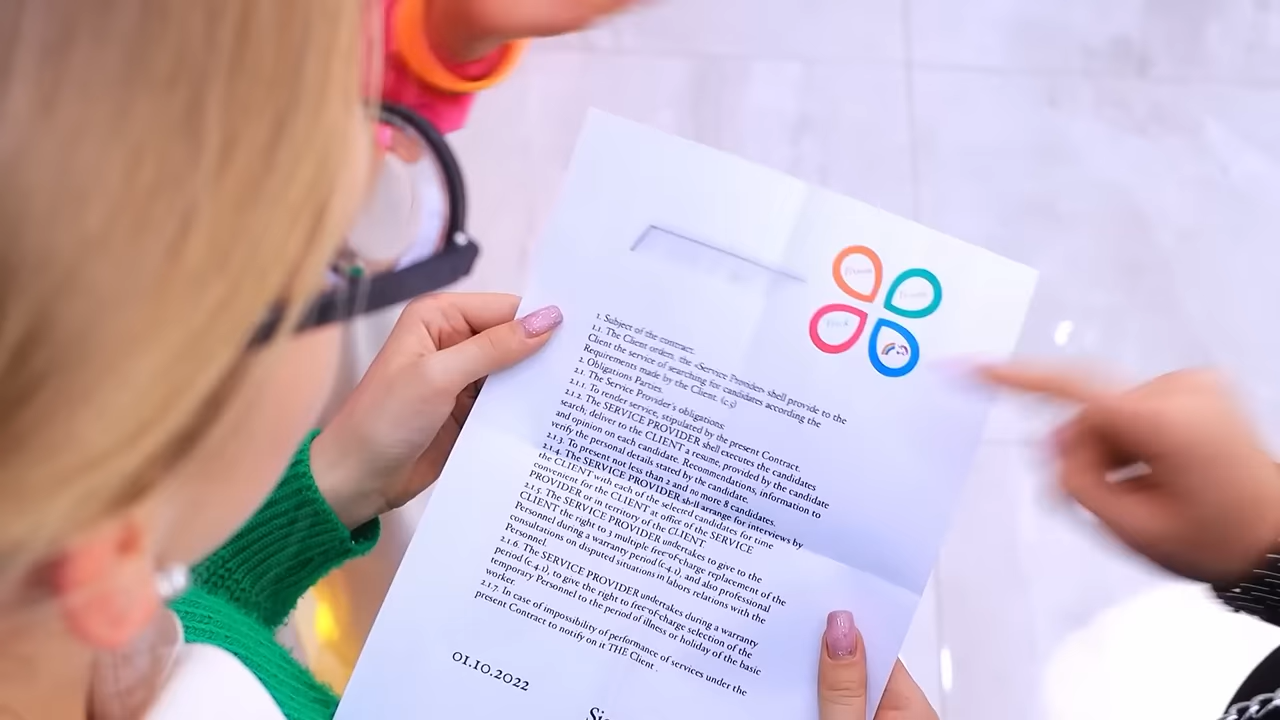 1. Subject of the contract.
1.1. The Client orders, the «Service Provider» shall provide to the
Client the service of searching for candidates according the
Requirements made by the Client. (c.5)
2. Obligations Parties.
2.1. The Service Provider's obligations:
2.1.1. To render service, stipulated by the present Contract.
2.1.2. The SERVICE PROVIDER shell executes the candidates
search; deliver to the CLIENT a resume, provided by the candidate
and opinion on each candidate. Recommendations, information to
verify the personal details stated by the candidate.
2.1.3. To present not less than 2 and no more 8 candidates.
2.1.4. The SERVICE PROVIDER shell arrange for interviews by
the CLIENT with each of the selected candidates for time
convenient for the CLIENT at office of the SERVICE
PROVIDER or in territory of the CLIENT
2.1.5. The SERVICE PROVIDER undertakes to give to the
CLIENT the right to 3 multiple free-of-charge replacement of the
Personnel during a warranty period (c.4.1), and also professional
consultations on disputed situations in labors relations with the
Personnel.
2.1.6. The SERVICE PROVIDER undertakes during a warranty
period (c.4.1), to give the right to free-of-charge selection of the
temporary Personnel to the period of illness or holiday of the basic
worker.
2.1.7. In case of impossibility of performance of services under the
present Contract to notify on it THE Client .
01.10.2022